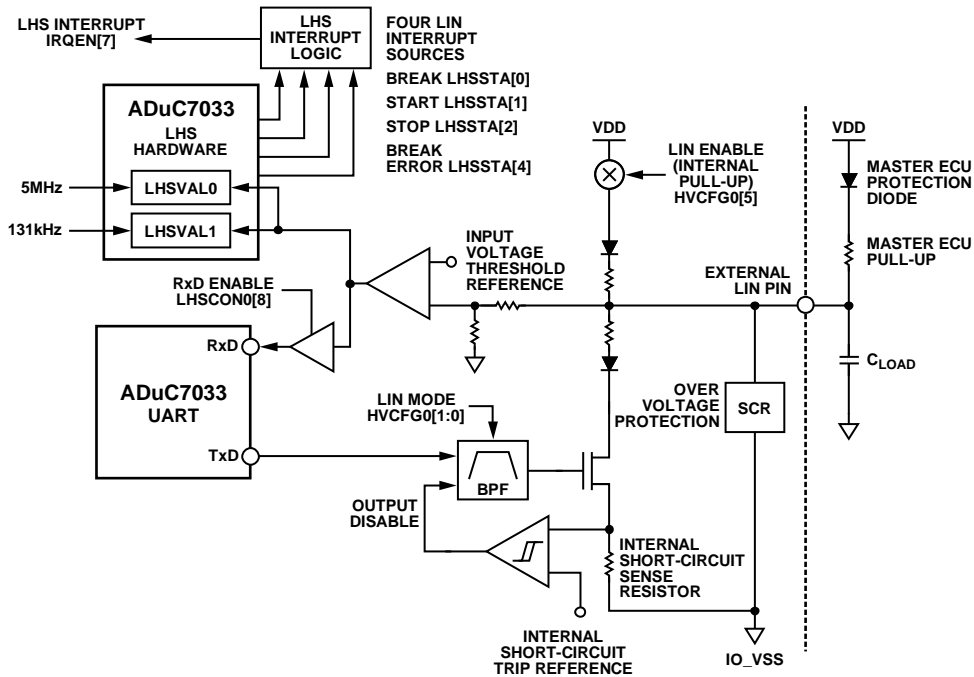 LHS INTERRUPT
IRQEN[7]
LHS
INTERRUPT
LOGIC
FOUR LIN
INTERRUPT
SOURCES
BREAK LHSSTA[0]
START LHSSTA[1]
STOP LHSSTA[2]
BREAK
ERROR LHSSTA[4]
ADuC7033
LHS
HARDWARE
5MHz
LHSVAL0
131kHz
LHSVAL1
VDD
LIN ENABLE
(INTERNAL
PULL-UP)
HVCFG0[5]
VDD
MASTER ECU
PROTECTION
DIODE
MASTER ECU
PULL-UP
INPUT
VOLTAGE
THRESHOLD
REFERENCE
EXTERNAL
LIN PIN
RxD ENABLE
LHSCON0[8]
RxD
ADuC7033
UART
TxD
LIN MODE
HVCFG0[1:0]
BPF
OUTPUT
DISABLE
OVER
VOLTAGE
PROTECTION
SCR
CLOAD
INTERNAL
SHORT-CIRCUIT
SENSE
RESISTOR
INTERNAL
SHORT-CIRCUIT
TRIP REFERENCE
IO_VSS